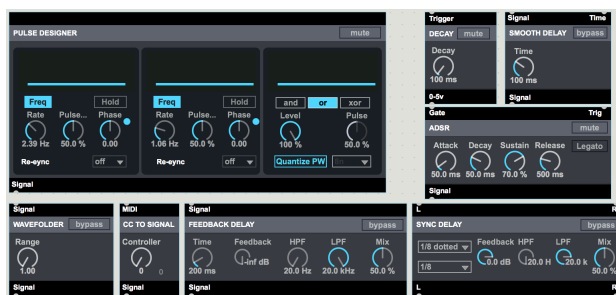 Trigger
Signal Time
PULSE DESIGNER mute
DECAY mute
SMOOTH DELAY bypass
Decay
100 ms
Time
100 ms
0-5v
Signal
Freq Hold
Rate Pulse... Phase
2.39 Hz 50.0 % 0.00
Re-sync off
Freq Hold
Rate Pulse... Phase
1.06 Hz 50.0 % 0.00
Re-sync off
and or xor
Level Pulse
100 % 50.0 %
Quantize PW
Signal
Gate Trig
ADSR mute
Attack Decay Sustain Release Legato
50.0 ms 50.0 ms 70.0 % 500 ms
Signal
Signal
WAVEFOLDER bypass
Range
1.00
MIDI
CC TO SIGNAL
Controller
0 0
Signal
FEEDBACK DELAY bypass
Time Feedback HPF LPF Mix
200 ms -inf dB 20.0 Hz 20.0 kHz 50.0 %
L R
SYNC DELAY bypass
1/8 dotted
1/8
Feedback HPF LPF Mix
0.0 dB 20.0 H 20.0 k 50.0 %